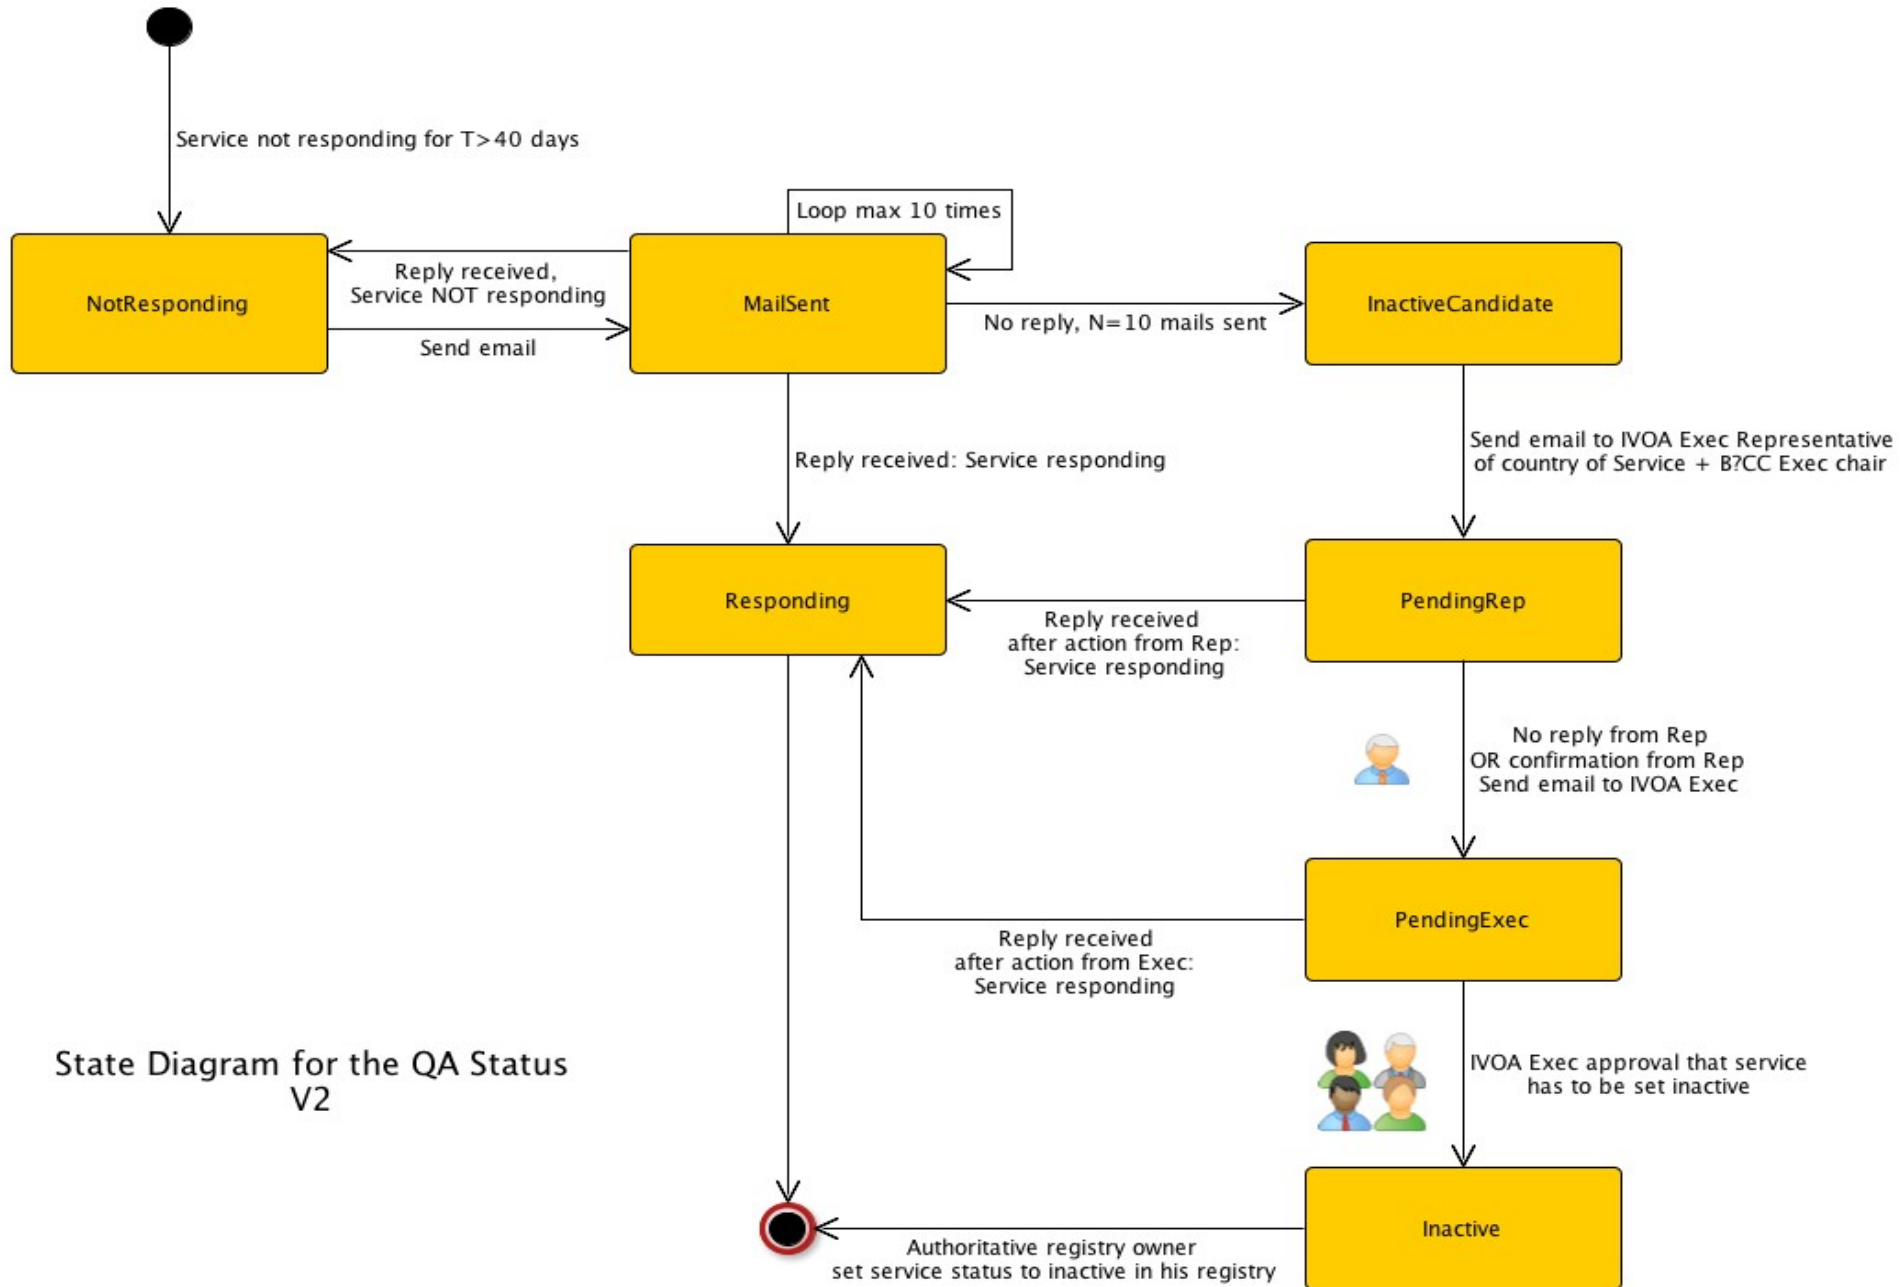 Service not responding for T>40 days
Loop max 10 times
NotResponding
Reply received,
Service NOT responding
Send email
MailSent
No reply, N=10 mails sent
InactiveCandidate
Reply received: Service responding
Send email to IVOA Exec Representative
of country of Service + B?CC Exec chair
Responding
Reply received
after action from Rep:
Service responding
PendingRep
No reply from Rep
OR confirmation from Rep
Send email to IVOA Exec
PendingExec
Reply received
after action from Exec:
Service responding
State Diagram for the QA Status
V2
IVOA Exec approval that service
has to be set inactive
Inactive
Authoritative registry owner
set service status to inactive in his registry